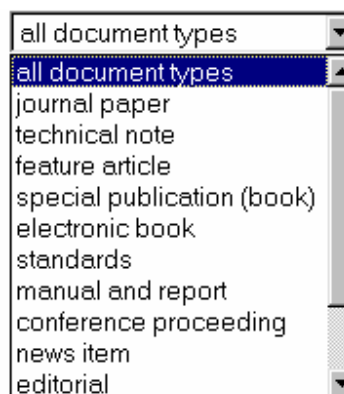 all document types
all document types
journal paper
technical note
feature article
special publication (book)
electronic book
standards
manual and report
conference proceeding
news item
editorial